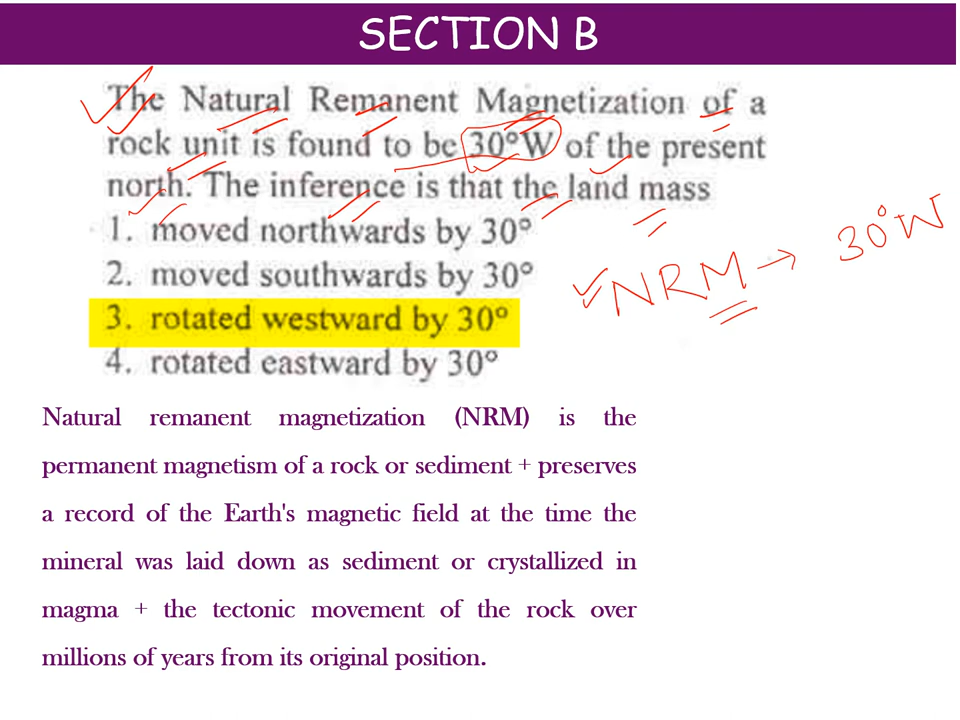 SECTION B
The Natural Remanent Magnetization of a
rock unit is found to be 30°W of the present
north. The inference is that the land mass
1. moved northwards by 30°
2. moved southwards by 30°
3. rotated westward by 30°
4. rotated eastward by 30°
NRM → 30°W
Natural remanent magnetization (NRM) is the
permanent magnetism of a rock or sediment + preserves
a record of the Earth's magnetic field at the time the
mineral was laid down as sediment or crystallized in
magma + the tectonic movement of the rock over
millions of years from its original position.